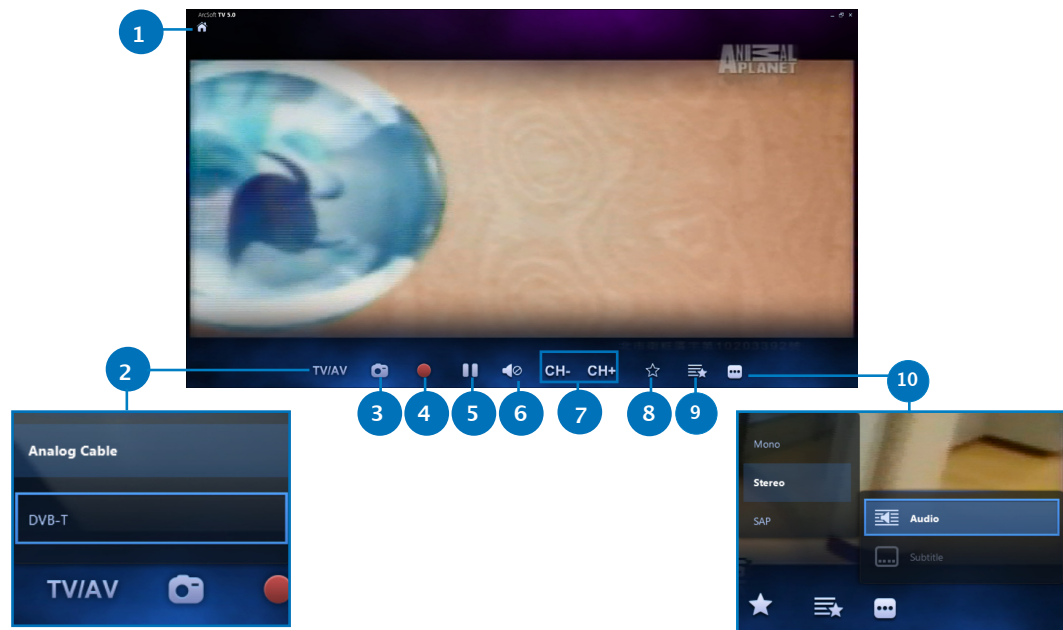 ArcSoft TV 5.0
1
ANIMAL
PLANET
2
TV/AV
CH-
CH+
10
3
4
5
6
7
8
9
Analog Cable
DVB-T
TV/AV
Mono
Stereo
SAP
Audio
Subtitle